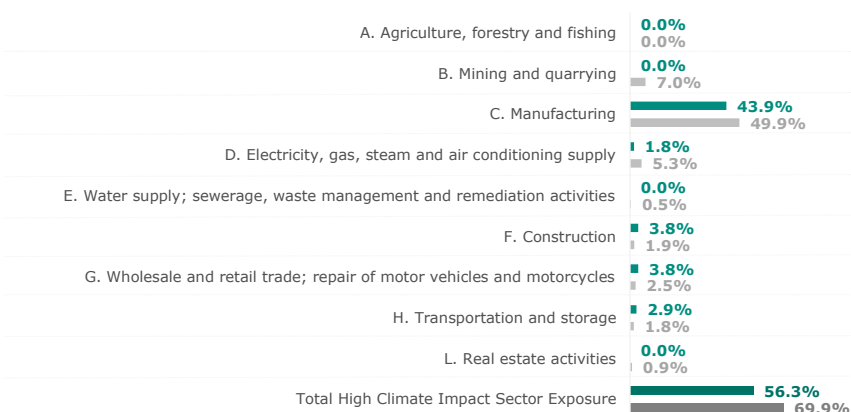 A. Agriculture, forestry and fishing 0.0%
0.0%
B. Mining and quarrying 0.0%
7.0%
C. Manufacturing 43.9%
49.9%
D. Electricity, gas, steam and air conditioning supply 1.8%
5.3%
E. Water supply; sewerage, waste management and remediation activities 0.0%
0.5%
F. Construction 3.8%
1.9%
G. Wholesale and retail trade; repair of motor vehicles and motorcycles 3.8%
2.5%
H. Transportation and storage 2.9%
1.8%
L. Real estate activities 0.0%
0.9%
Total High Climate Impact Sector Exposure 56.3%
69.9%